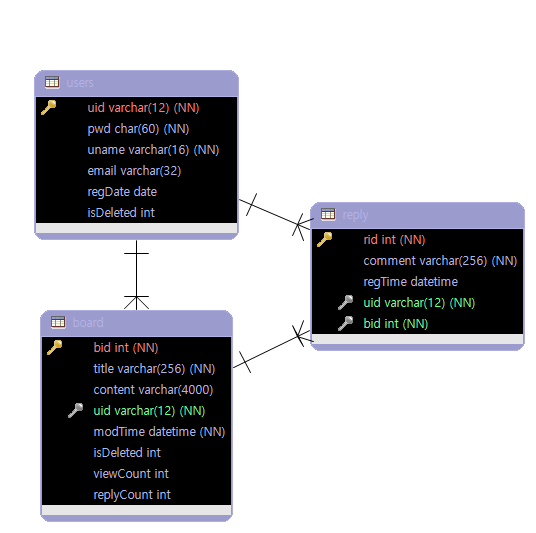 users
uid varchar(12) (NN)
pwd char(60) (NN)
uname varchar(16) (NN)
email varchar(32)
regDate date
isDeleted int
reply
rid int (NN)
comment varchar(256) (NN)
regTime datetime
uid varchar(12) (NN)
bid int (NN)
board
bid int (NN)
title varchar(256) (NN)
content varchar(4000)
uid varchar(12) (NN)
modTime datetime (NN)
isDeleted int
viewCount int
replyCount int